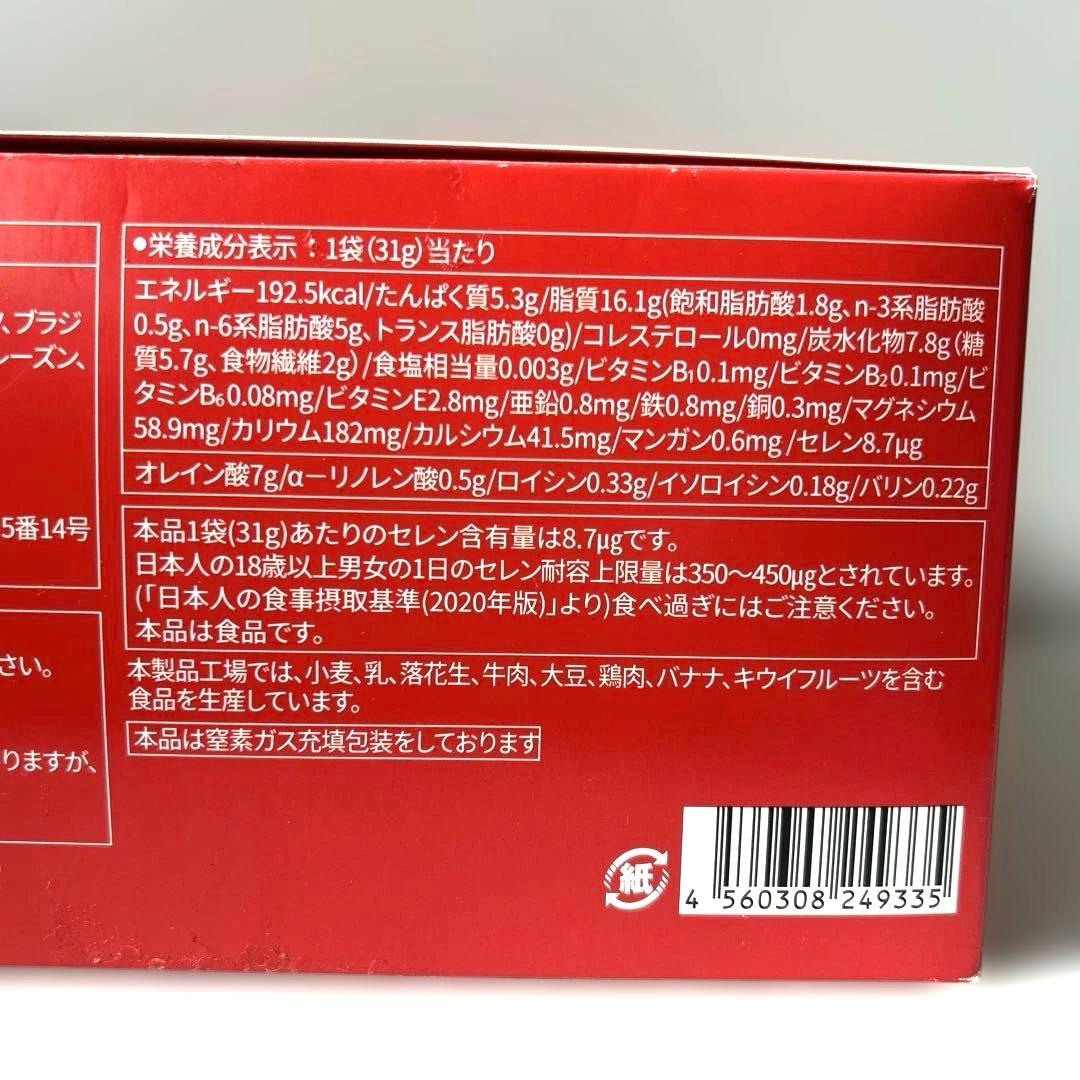 ブラジ
レーズン、
5番14号
さい。
りますが、
●栄養成分表示：1袋(31g)当たり
エネルギー192.5kcal/たんぱく質5.3g/脂質16.1g(飽和脂肪酸1.8g、n-3系脂肪酸
0.5g、n-6系脂肪酸5g、トランス脂肪酸0g)/コレステロール0mg/炭水化物7.8g(糖
質5.7g、食物繊維2g)/食塩相当量0.003g/ビタミンB₁0.1mg/ビタミンB₂0.1mg/ビ
タミンB₆0.08mg/ビタミンE2.8mg/亜鉛0.8mg/鉄0.8mg/銅0.3mg/マグネシウム
58.9mg/カリウム182mg/カルシウム41.5mg/マンガン0.6mg/セレン8.7μg
オレイン酸7g/α－リノレン酸0.5g/ロイシン0.33g/イソロイシン0.18g/バリン0.22g
本品1袋(31g)あたりのセレン含有量は8.7μgです。
日本人の18歳以上男女の1日のセレン耐容上限量は350～450μgとされています。
(「日本人の食事摂取基準(2020年版)」より)食べ過ぎにはご注意ください。
本品は食品です。
本製品工場では、小麦、乳、落花生、牛肉、大豆、鶏肉、バナナ、キウイフルーツを含む
食品を生産しています。
本品は窒素ガス充填包装をしております
紙
4 560308 249335